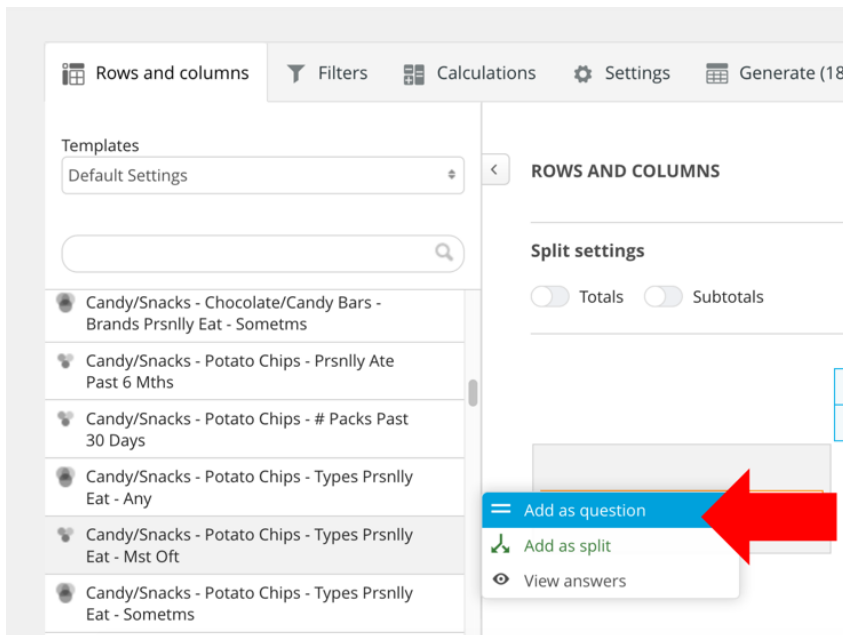 Rows and columns
Filters
Calculations
Settings
Generate (18
Templates
Default Settings
ROWS AND COLUMNS
Split settings
Totals
Subtotals
Candy/Snacks - Chocolate/Candy Bars -
Brands Prsnlly Eat - Sometms
Candy/Snacks - Potato Chips - Prsnlly Ate
Past 6 Mths
Candy/Snacks - Potato Chips - # Packs Past
30 Days
Candy/Snacks - Potato Chips - Types Prsnlly
Eat - Any
Candy/Snacks - Potato Chips - Types Prsnlly
Eat - Mst Oft
Candy/Snacks - Potato Chips - Types Prsnlly
Eat - Sometms
Add as question
Add as split
View answers